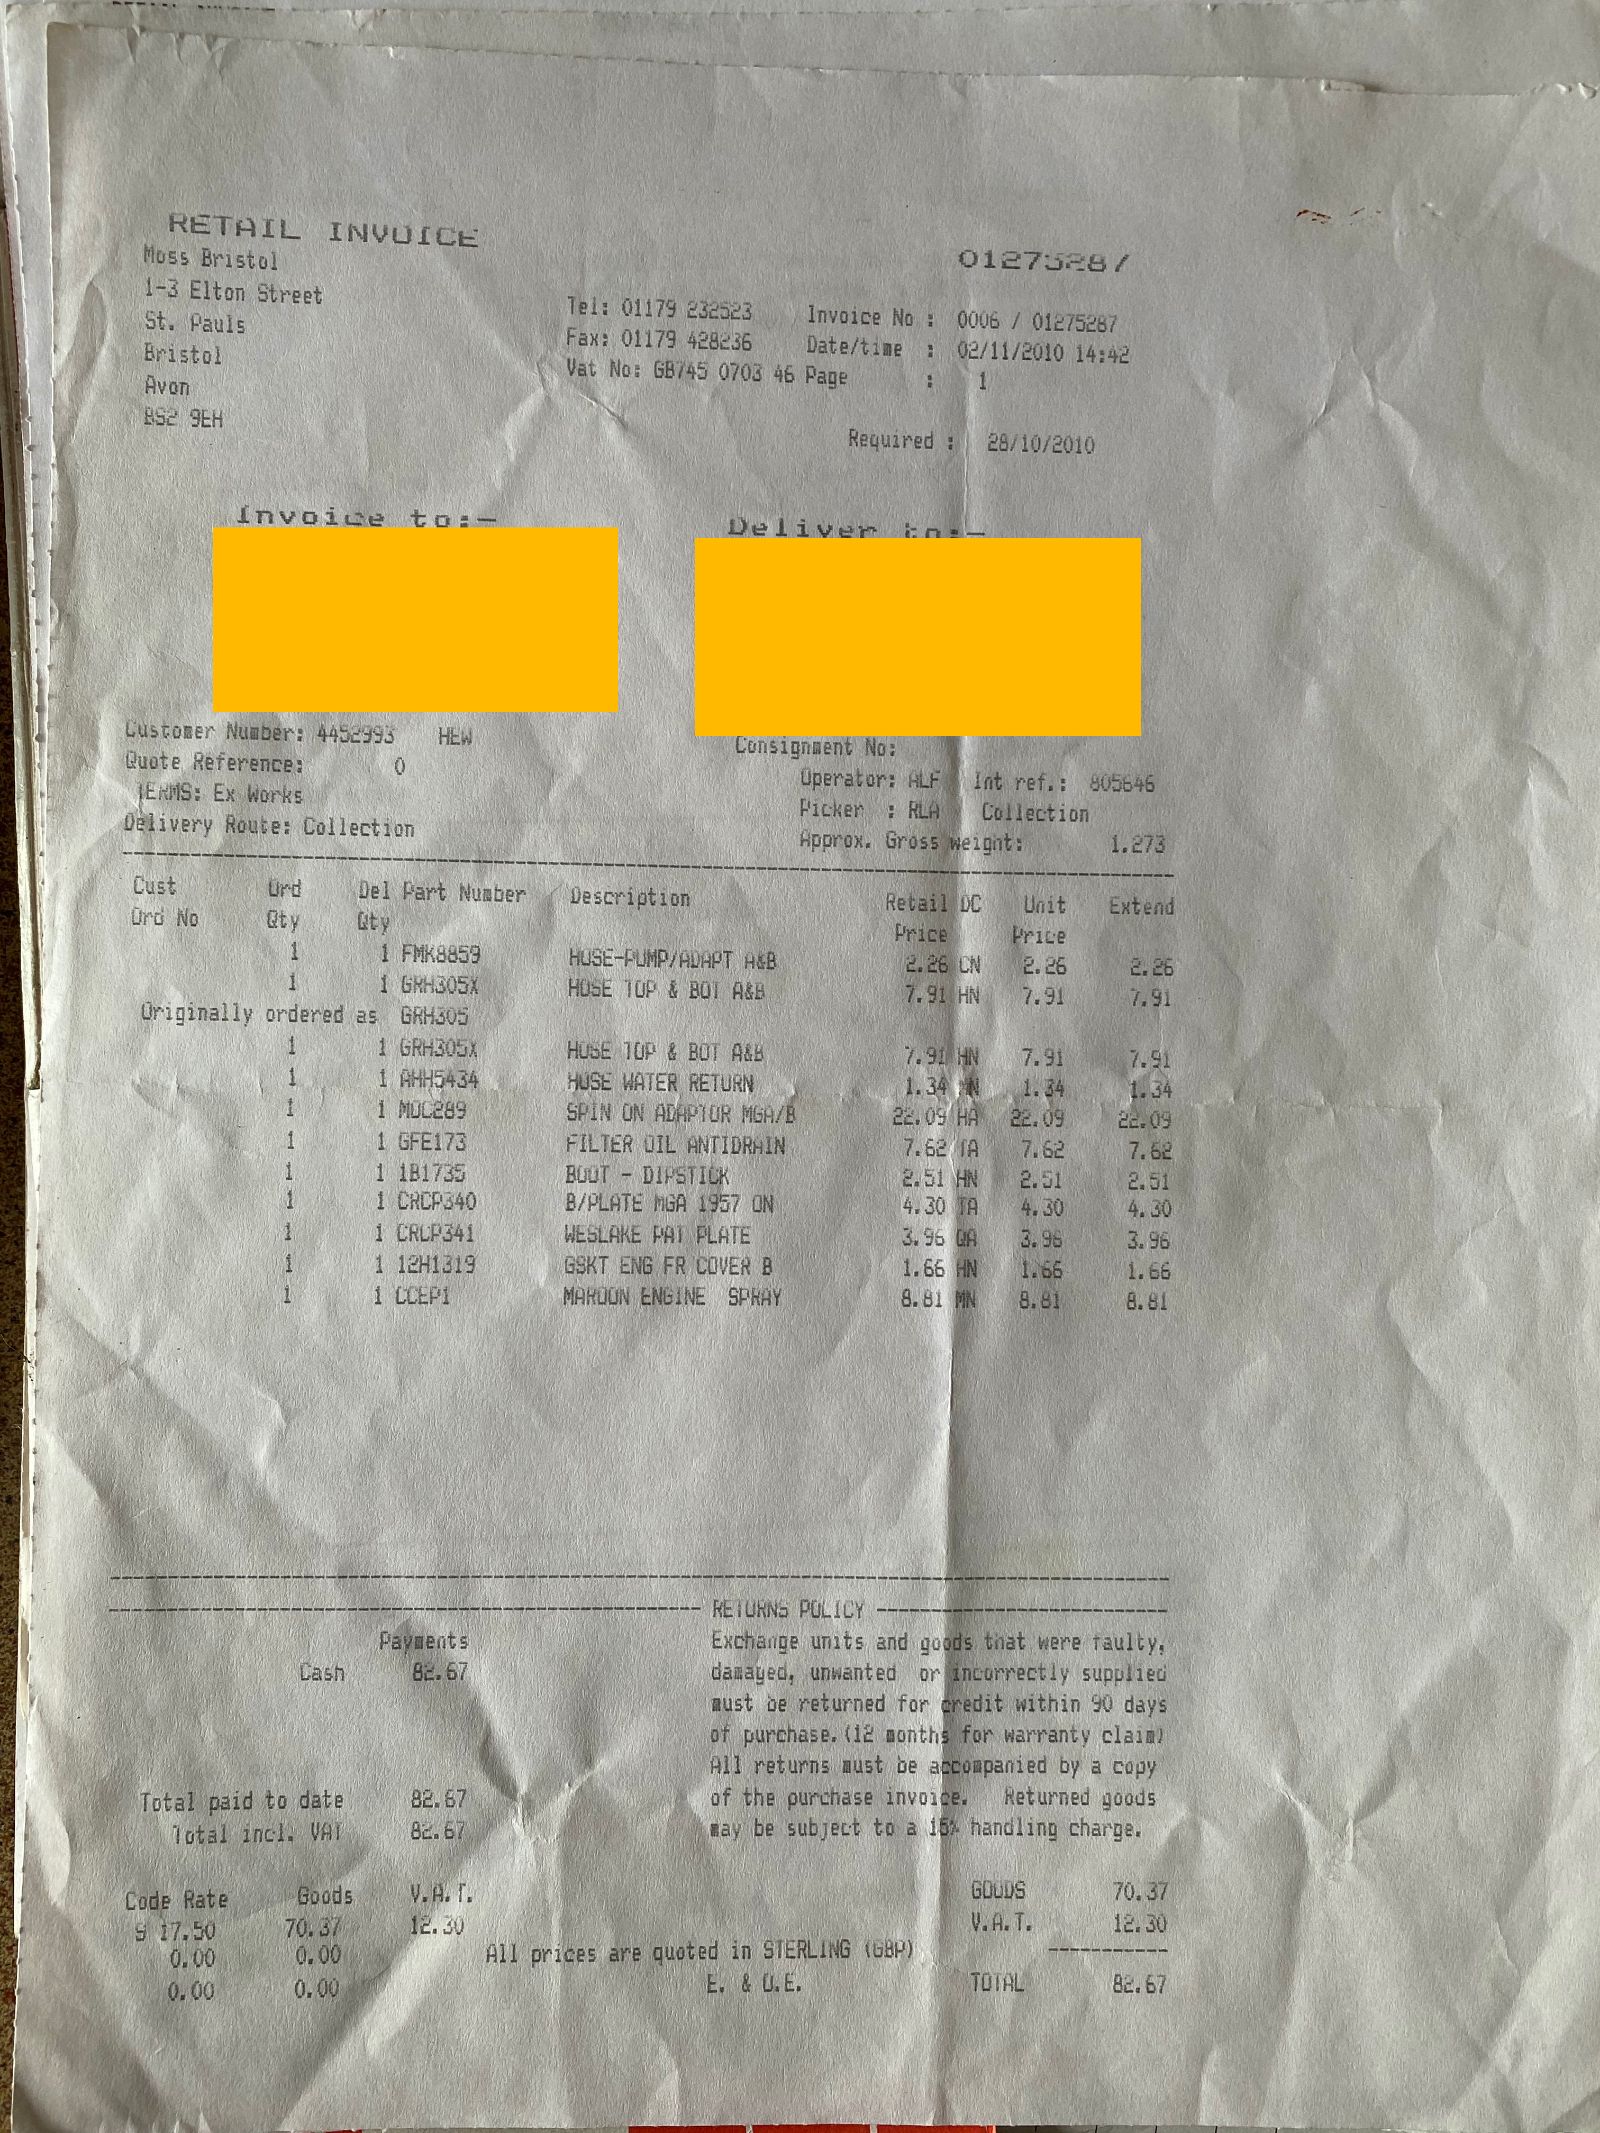 RETAIL INVOICE
01275287
Moss Bristol
1-3 Elton Street
St. Pauls
Bristol
Avon
BS2 9EH
Tel: 01179 232523 Invoice No : 0006 / 01275287
Fax: 01179 428236 Date/time : 02/11/2010 14:42
Vat No: GB745 0703 46 Page : 1
Required : 28/10/2010
Invoice to:-
Deliver to:-
Customer Number: 4452993 HEW
Quote Reference: 0
TERMS: Ex Works
Delivery Route: Collection
Consignment No:
Operator: ALF Int ref.: 805646
Picker : RLA Collection
Approx. Gross weight: 1.273
Cust Ord Del Part Number Description Retail DC Unit Extend
Ord No Qty Qty Price Price
1 1 FMK8859 HOSE-PUMP/ADAPT A&B 2.26 CN 2.26 2.26
1 1 GRH305X HOSE TOP & BOT A&B 7.91 HN 7.91 7.91
Originally ordered as GRH305
1 1 GRH305X HOSE TOP & BOT A&B 7.91 HN 7.91 7.91
1 1 AHH5434 HOSE WATER RETURN 1.34 1.34 1.34
1 1 MOC289 SPIN ON ADAPTOR MGA/B 22.09 HA 22.09 22.09
1 1 GFE173 FILTER OIL ANTIDRAIN 7.62 TA 7.62 7.62
1 1 1B1735 BOOT - DIPSTICK 2.51 HN 2.51 2.51
1 1 CRCP340 B/PLATE MGA 1957 ON 4.30 TA 4.30 4.30
1 1 CRCP341 WESLAKE PAT PLATE 3.96 QA 3.96 3.96
1 1 12H1319 GSKT ENG FR COVER B 1.66 HN 1.66 1.66
1 1 CCEP1 MAROON ENGINE SPRAY 8.81 MN 8.81 8.81
RETURNS POLICY
Exchange units and goods that were faulty,
damaged, unwanted or incorrectly supplied
must be returned for credit within 90 days
of purchase.(12 months for warranty claim)
All returns must be accompanied by a copy
of the purchase invoice. Returned goods
may be subject to a 15% handling charge.
Payments
Cash 82.67
Total paid to date 82.67
Total incl. VAT 82.67
Code Rate Goods V.A.T.
S 17.50 70.37 12.30
0.00 0.00
0.00 0.00
All prices are quoted in STERLING (GBP)
E. & O.E.
GOODS 70.37
V.A.T. 12.30
TOTAL 82.67